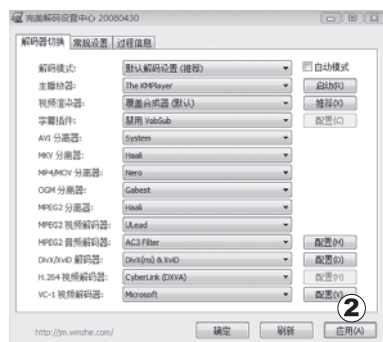 完美解码设置中心 20080430
解码器切换 常规设置 过程信息
解码模式: 默认解码设置 (推荐) 自动模式
主播放器: The KMPlayer 启动(R)
视频渲染器: 覆盖合成器 (默认) 推荐(X)
字幕插件: 禁用 VobSub 配置(C)
AVI 分离器: System
MKV 分离器: Haali
MP4/MOV 分离器: Nero
OGM 分离器: Gabest
MPEG2 分离器: Haali
MPEG2 视频解码器: ULead
MPEG2 音频解码器: AC3 Filter 配置(M)
DivX/XviD 解码器: DivX(ms) & XviD 配置(D)
H.264 视频解码器: CyberLink (DXVA) 配置(H)
VC-1 视频解码器: Microsoft 配置(V)
2
http://jm.wmzhe.com/ 确定 刷新 应用(A)